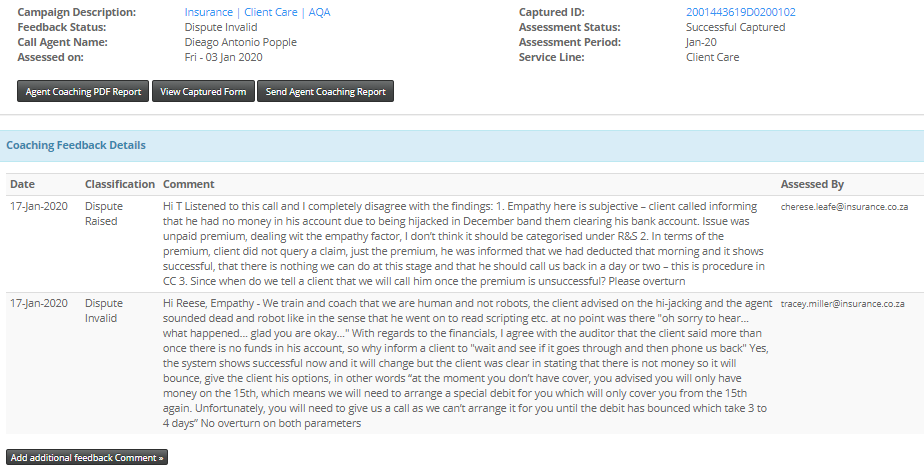 Campaign Description: Insurance | Client Care | AQA Captured ID: 2001443619D0200102
Feedback Status: Dispute Invalid Assessment Status: Successful Captured
Call Agent Name: Dieago Antonio Popple Assessment Period: Jan-20
Assessed on: Fri - 03 Jan 2020 Service Line: Client Care
Agent Coaching PDF Report View Captured Form Send Agent Coaching Report
Coaching Feedback Details
Date Classification Comment Assessed By
17-Jan-2020 Dispute Raised
Hi T Listened to this call and I completely disagree with the findings: 1. Empathy here is subjective – client called informing
that he had no money in his account due to being hijacked in December band them clearing his bank account. Issue was
unpaid premium, dealing wit the empathy factor, I don't think it should be categorised under R&S 2. In terms of the
premium, client did not query a claim, just the premium, he was informed that we had deducted that morning and it shows
successful, that there is nothing we can do at this stage and that he should call us back in a day or two – this is procedure in
CC 3. Since when do we tell a client that we will call him once the premium is unsuccessful? Please overturn
cherese.leafe@insurance.co.za
17-Jan-2020 Dispute Invalid
Hi Reese, Empathy - We train and coach that we are human and not robots, the client advised on the hi-jacking and the agent
sounded dead and robot like in the sense that he went on to read scripting etc. at no point was there "oh sorry to hear...
what happened... glad you are okay..." With regards to the financials, I agree with the auditor that the client said more than
once there is no funds in his account, so why inform a client to "wait and see if it goes through and then phone us back" Yes,
the system shows successful now and it will change but the client was clear in stating that there is not money so it will
bounce, give the client his options, in other words “at the moment you don't have cover, you advised you will only have
money on the 15th, which means we will need to arrange a special debit for you which will only cover you from the 15th
again. Unfortunately, you will need to give us a call as we can't arrange it for you until the debit has bounced which take 3 to
4 days” No overturn on both parameters
tracey.miller@insurance.co.za
Add additional feedback Comment »